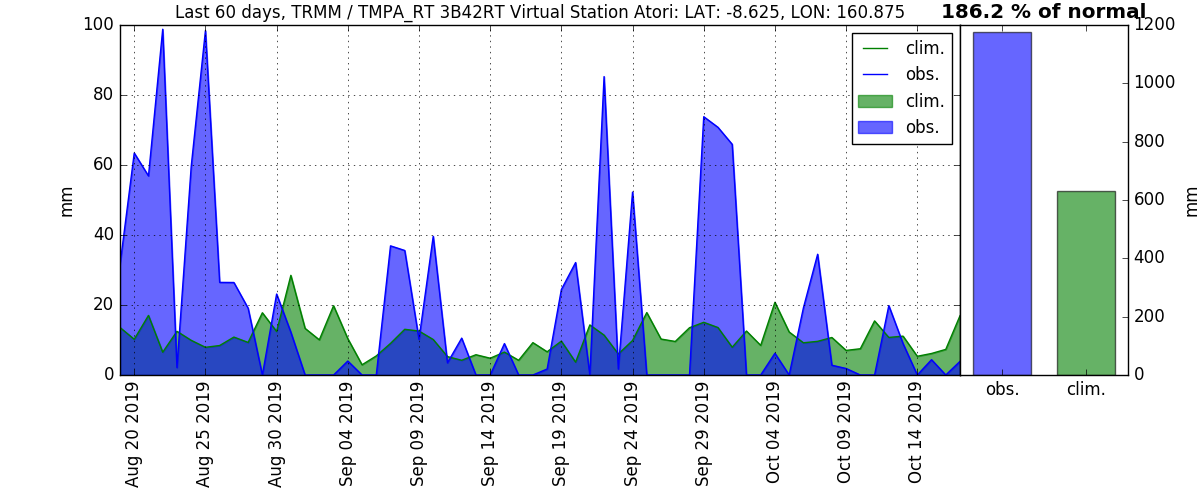 Last 60 days, TRMM / TMPA_RT 3B42RT Virtual Station Atori: LAT: -8.625, LON: 160.875
186.2 % of normal
100
80
60
40
20
0
mm
clim.
obs.
clim.
obs.
1200
1000
800
600
400
200
0
mm
Aug 20 2019
Aug 25 2019
Aug 30 2019
Sep 04 2019
Sep 09 2019
Sep 14 2019
Sep 19 2019
Sep 24 2019
Sep 29 2019
Oct 04 2019
Oct 09 2019
Oct 14 2019
obs.
clim.